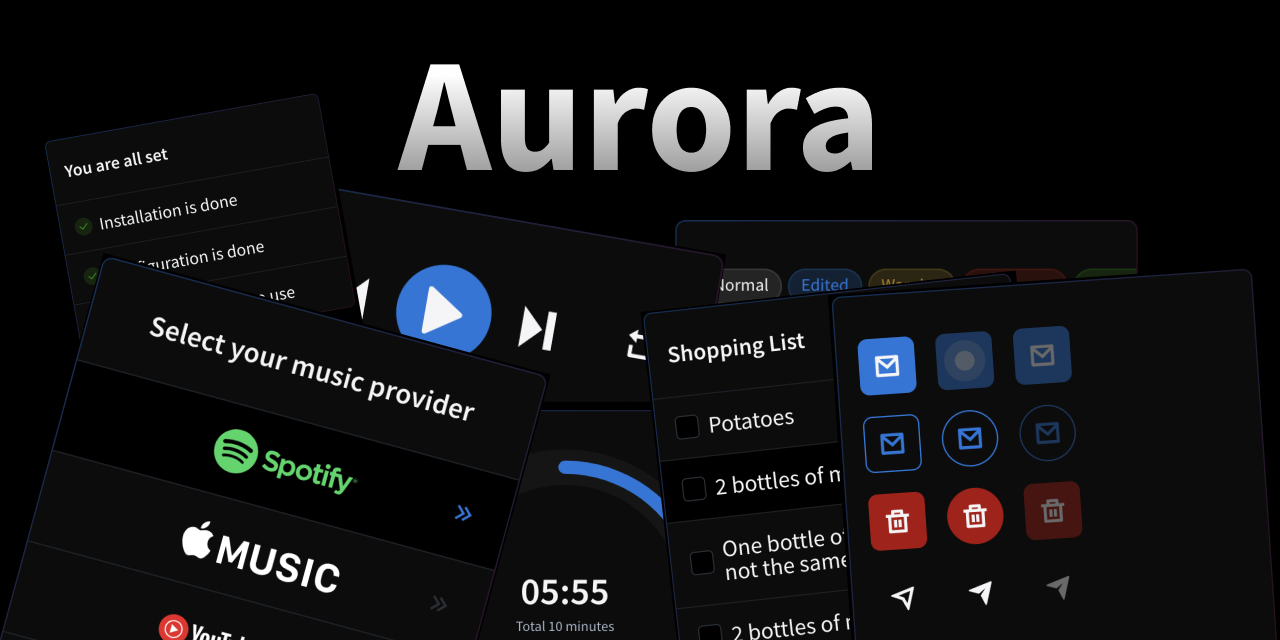 Aurora
You are all set
Installation is done
is done
use
Normal
Edited
Select your music provider
Spotify
MUSIC
05:55
Total 10 minutes
Shopping List
Potatoes
2 bottles of
One bottle
not the same
2 bottles of